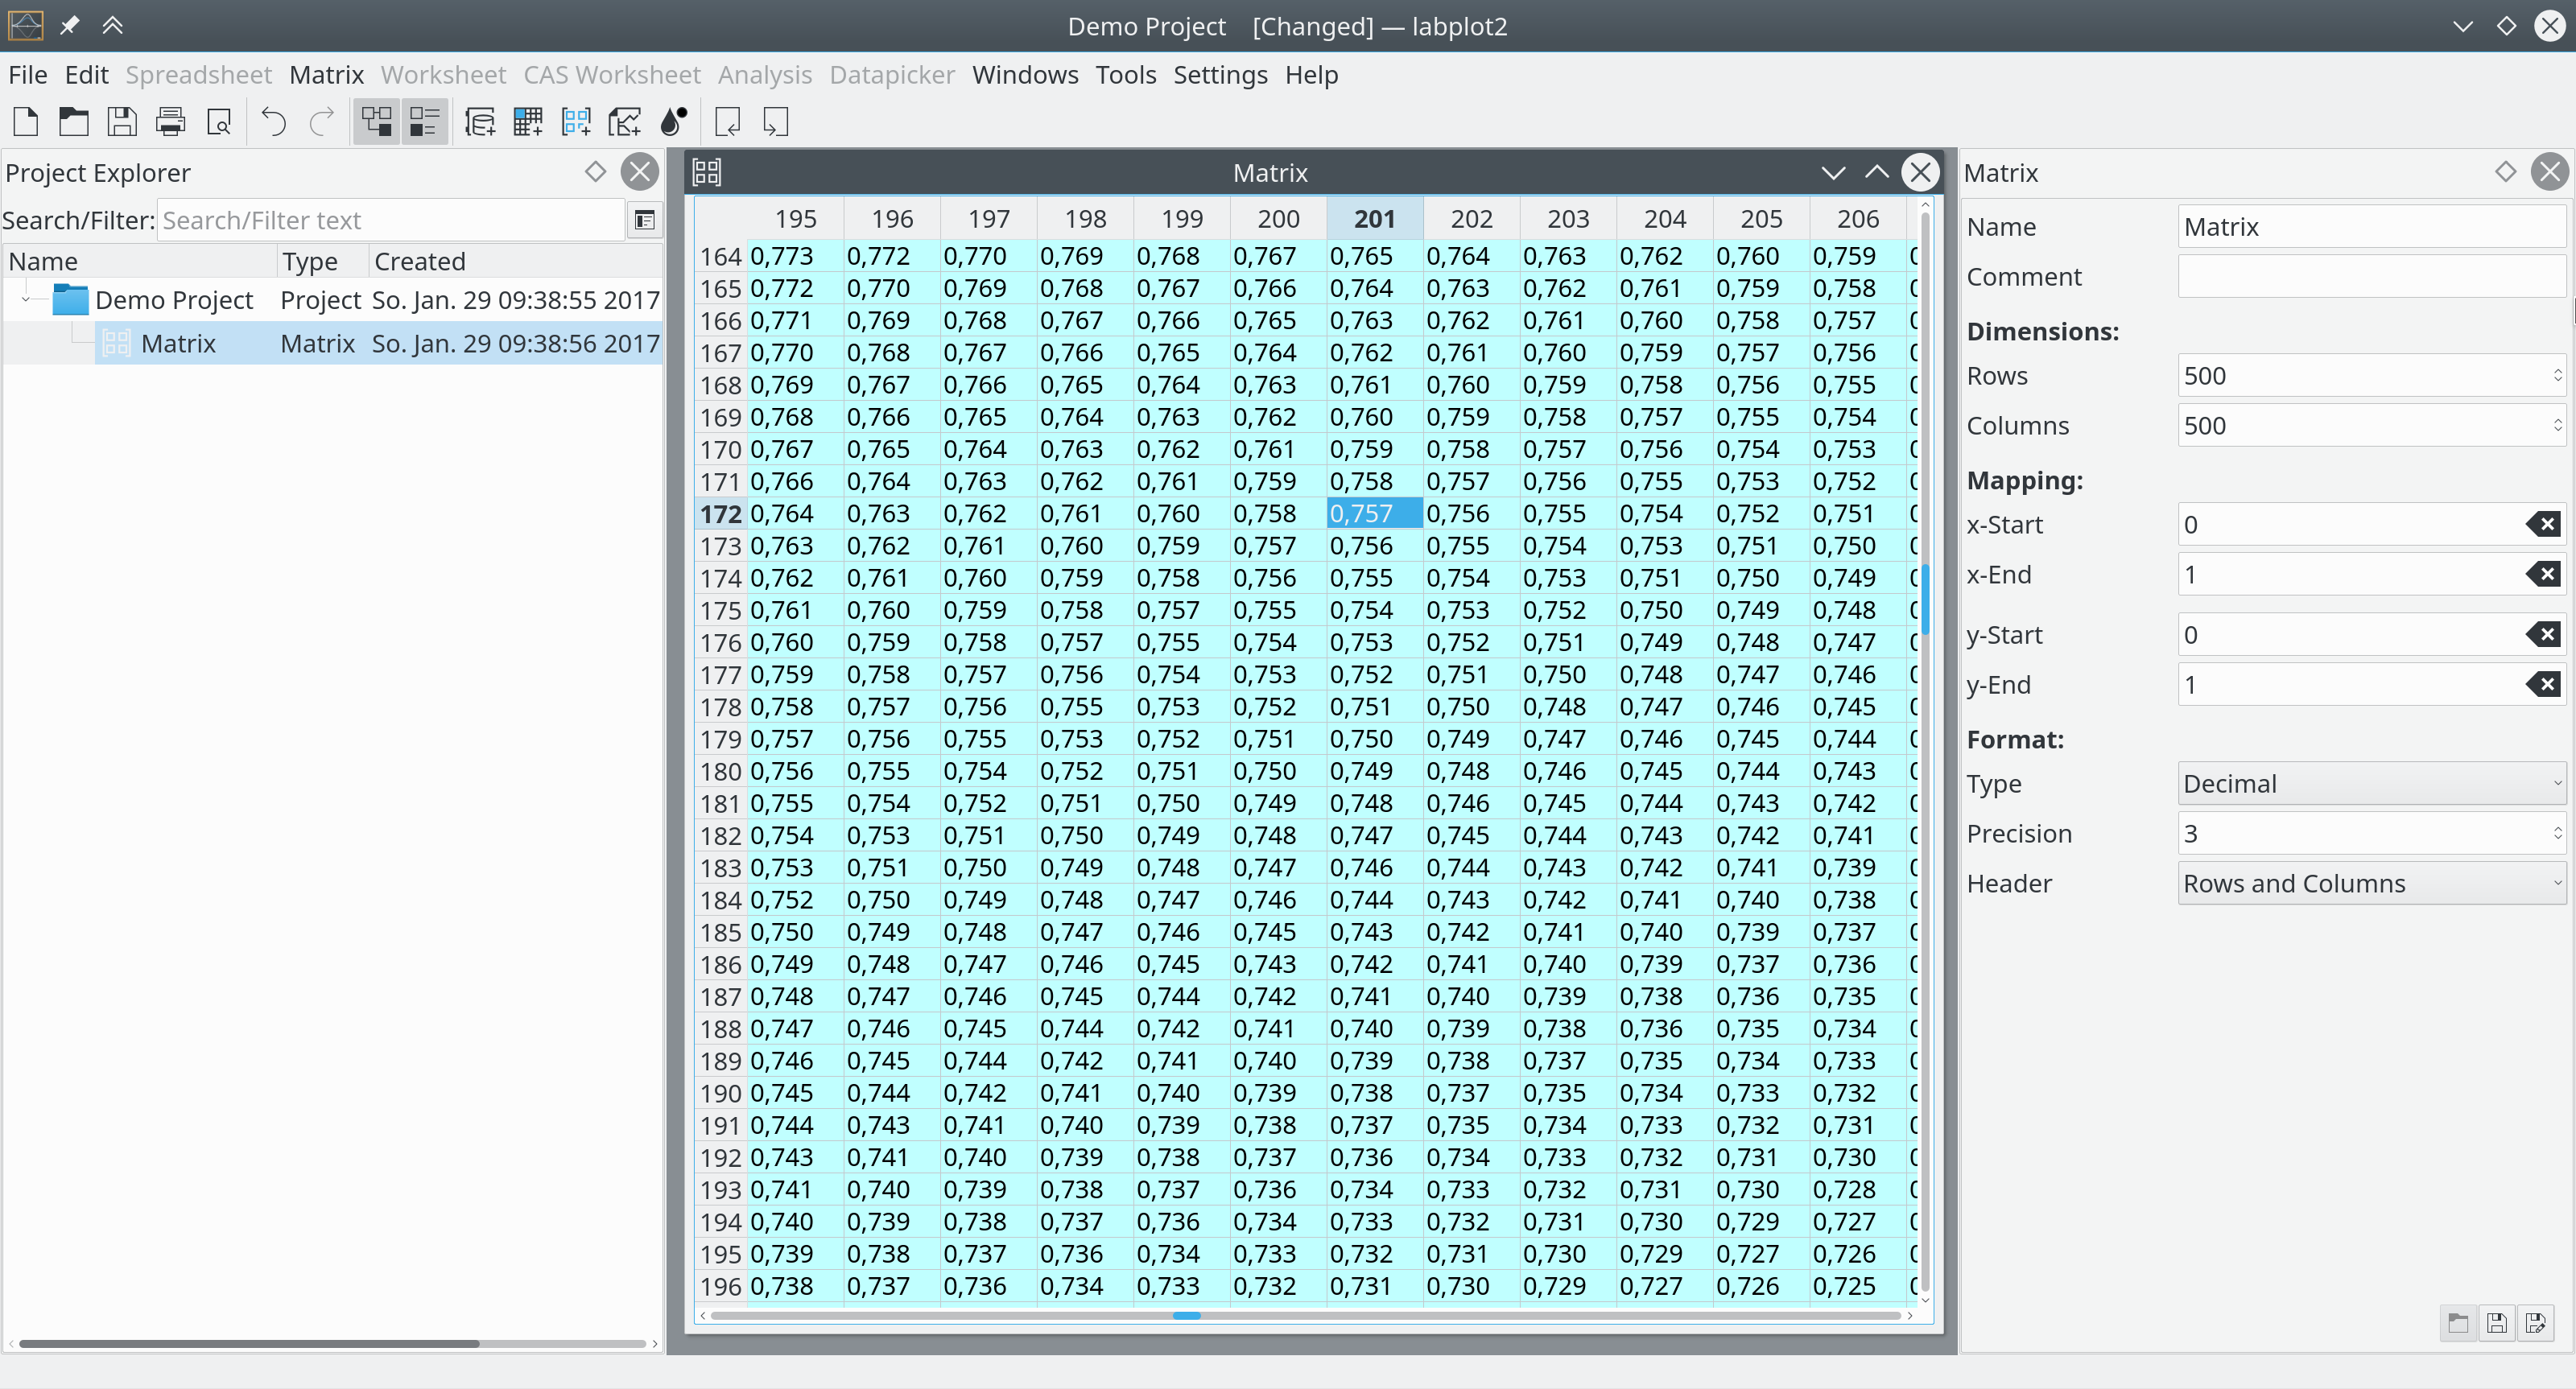 Demo Project [Changed] — labplot2
File Edit Spreadsheet Matrix Worksheet CAS Worksheet Analysis Datapicker Windows Tools Settings Help
Project Explorer
Search/Filter: Search/Filter text
Name Type Created
Demo Project Project So. Jan. 29 09:38:55 2017
Matrix Matrix So. Jan. 29 09:38:56 2017
Matrix
195 196 197 198 199 200 201 202 203 204 205 206
164 0,773 0,772 0,770 0,769 0,768 0,767 0,765 0,764 0,763 0,762 0,760 0,759
165 0,772 0,770 0,769 0,768 0,767 0,766 0,764 0,763 0,762 0,761 0,759 0,758
166 0,771 0,769 0,768 0,767 0,766 0,765 0,763 0,762 0,761 0,760 0,758 0,757
167 0,770 0,768 0,767 0,766 0,765 0,764 0,762 0,761 0,760 0,759 0,757 0,756
168 0,769 0,767 0,766 0,765 0,764 0,763 0,761 0,760 0,759 0,758 0,756 0,755
169 0,768 0,766 0,765 0,764 0,763 0,762 0,760 0,759 0,758 0,757 0,755 0,754
170 0,767 0,765 0,764 0,763 0,762 0,761 0,759 0,758 0,757 0,756 0,754 0,753
171 0,766 0,764 0,763 0,762 0,761 0,759 0,758 0,757 0,756 0,755 0,753 0,752
172 0,764 0,763 0,762 0,761 0,760 0,758 0,757 0,756 0,755 0,754 0,752 0,751
173 0,763 0,762 0,761 0,760 0,759 0,757 0,756 0,755 0,754 0,753 0,751 0,750
174 0,762 0,761 0,760 0,759 0,758 0,756 0,755 0,754 0,753 0,751 0,750 0,749
175 0,761 0,760 0,759 0,758 0,757 0,755 0,754 0,753 0,752 0,750 0,749 0,748
176 0,760 0,759 0,758 0,757 0,755 0,754 0,753 0,752 0,751 0,749 0,748 0,747
177 0,759 0,758 0,757 0,756 0,754 0,753 0,752 0,751 0,750 0,748 0,747 0,746
178 0,758 0,757 0,756 0,755 0,753 0,752 0,751 0,750 0,748 0,747 0,746 0,745
179 0,757 0,756 0,755 0,753 0,752 0,751 0,750 0,749 0,747 0,746 0,745 0,744
180 0,756 0,755 0,754 0,752 0,751 0,750 0,749 0,748 0,746 0,745 0,744 0,743
181 0,755 0,754 0,752 0,751 0,750 0,749 0,748 0,746 0,745 0,744 0,743 0,742
182 0,754 0,753 0,751 0,750 0,749 0,748 0,747 0,745 0,744 0,743 0,742 0,741
183 0,753 0,751 0,750 0,749 0,748 0,747 0,746 0,744 0,743 0,742 0,741 0,739
184 0,752 0,750 0,749 0,748 0,747 0,746 0,744 0,743 0,742 0,741 0,740 0,738
185 0,750 0,749 0,748 0,747 0,746 0,745 0,743 0,742 0,741 0,740 0,739 0,737
186 0,749 0,748 0,747 0,746 0,745 0,743 0,742 0,741 0,740 0,739 0,737 0,736
187 0,748 0,747 0,746 0,745 0,744 0,742 0,741 0,740 0,739 0,738 0,736 0,735
188 0,747 0,746 0,745 0,744 0,742 0,741 0,740 0,739 0,738 0,736 0,735 0,734
189 0,746 0,745 0,744 0,742 0,741 0,740 0,739 0,738 0,737 0,735 0,734 0,733
190 0,745 0,744 0,742 0,741 0,740 0,739 0,738 0,737 0,735 0,734 0,733 0,732
191 0,744 0,743 0,741 0,740 0,739 0,738 0,737 0,735 0,734 0,733 0,732 0,731
192 0,743 0,741 0,740 0,739 0,738 0,737 0,736 0,734 0,733 0,732 0,731 0,730
193 0,741 0,740 0,739 0,738 0,737 0,736 0,734 0,733 0,732 0,731 0,730 0,728
194 0,740 0,739 0,738 0,737 0,736 0,734 0,733 0,732 0,731 0,730 0,729 0,727
195 0,739 0,738 0,737 0,736 0,734 0,733 0,732 0,731 0,730 0,729 0,727 0,726
196 0,738 0,737 0,736 0,734 0,733 0,732 0,731 0,730 0,729 0,727 0,726 0,725
Matrix
Name Matrix
Comment
Dimensions:
Rows 500
Columns 500
Mapping:
x-Start 0
x-End 1
y-Start 0
y-End 1
Format:
Type Decimal
Precision 3
Header Rows and Columns